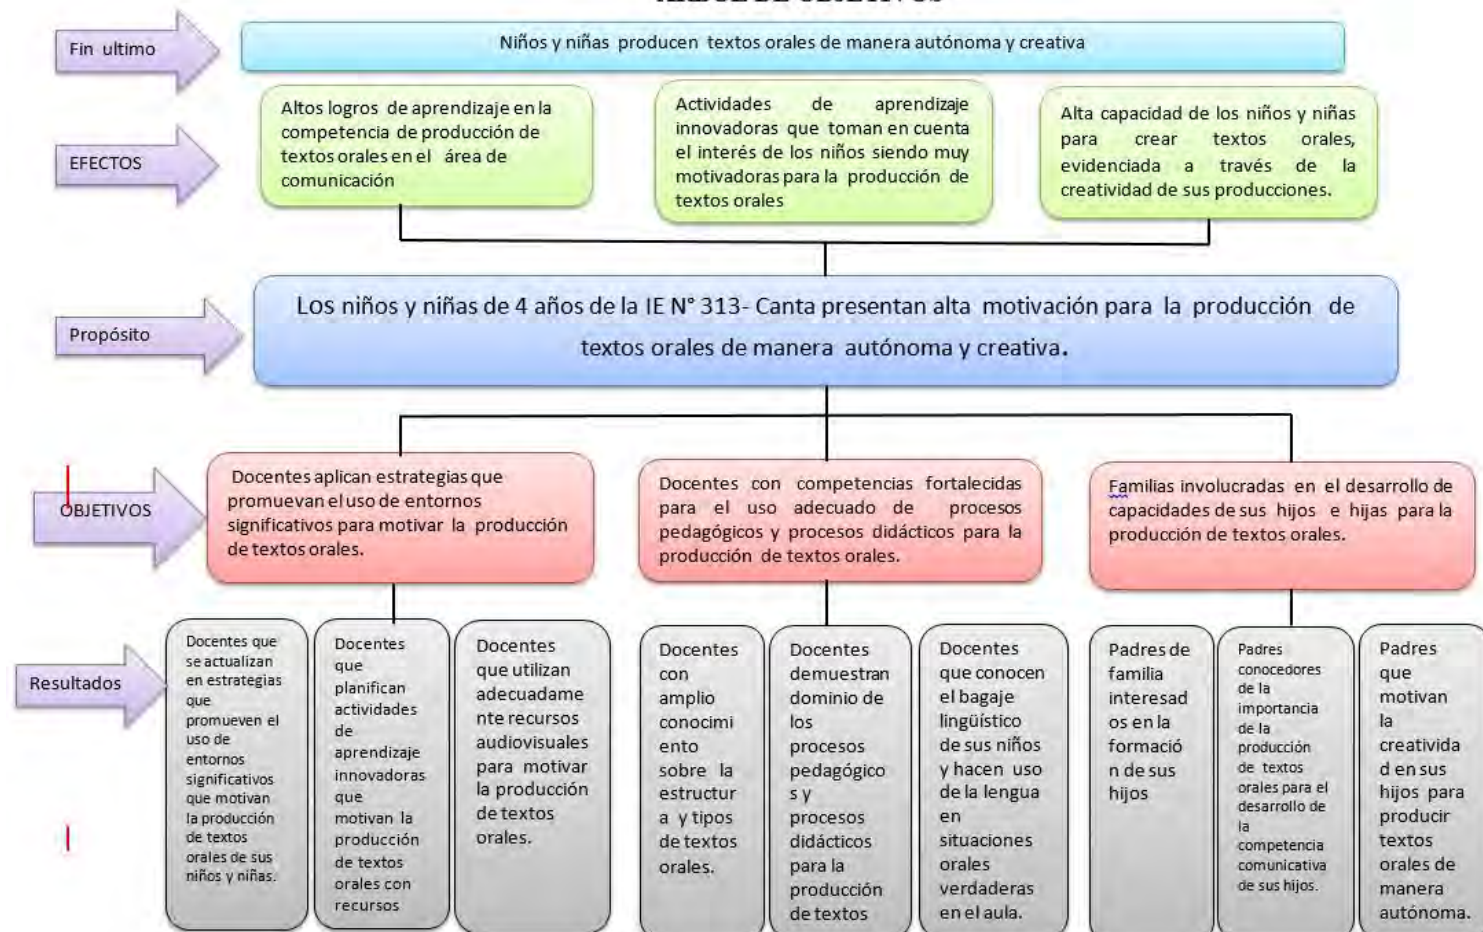 Fin ultimo
Niños y niñas producen textos orales de manera autónoma y creativa
EFECTOS
Altos logros de aprendizaje en la
competencia de producción de
textos orales en el área de
comunicación
Actividades de aprendizaje
innovadoras que toman en cuenta
el interés de los niños siendo muy
motivadoras para la producción de
textos orales
Alta capacidad de los niños y niñas
para crear textos orales,
evidenciada a través de la
creatividad de sus producciones.
Propósito
Los niños y niñas de 4 años de la IE N° 313- Canta presentan alta motivación para la producción de
textos orales de manera autónoma y creativa.
OBJETIVOS
Docentes aplican estrategias que
promuevan el uso de entornos
significativos para motivar la producción
de textos orales.
Docentes con competencias fortalecidas
para el uso adecuado de procesos
pedagógicos y procesos didácticos para la
producción de textos orales.
Familias involucradas en el desarrollo de
capacidades de sus hijos e hijas para la
producción de textos orales.
Resultados
Docentes que
se actualizan
en estrategias
que
promueven el
uso de
entornos
significativos
que motivan
la producción
de textos
orales de sus
niños y niñas.
Docentes
que
planifican
actividades
de
aprendizaje
innovadoras
que
motivan la
producción
de textos
orales con
recursos
Docentes
que utilizan
adecuadame
nte recursos
audiovisuales
para motivar
la producción
de textos
orales.
Docentes
con
amplio
conocimi
ento
sobre la
estructur
a y tipos
de textos
orales.
Docentes
demuestran
dominio de
los
procesos
pedagógico
s y
procesos
didácticos
para la
producción
de textos
Docentes
que conocen
el bagaje
lingüístico
de sus niños
y hacen uso
de la lengua
en
situaciones
orales
verdaderas
en el aula.
Padres de
familia
interesad
os en la
formació
n de sus
hijos
Padres
conocedores
de la
importancia
de la
producción
de textos
orales para el
desarrollo de
la
competencia
comunicativa
de sus hijos.
Padres
que
motivan
la
creativida
d en sus
hijos para
producir
textos
orales de
manera
autónoma.